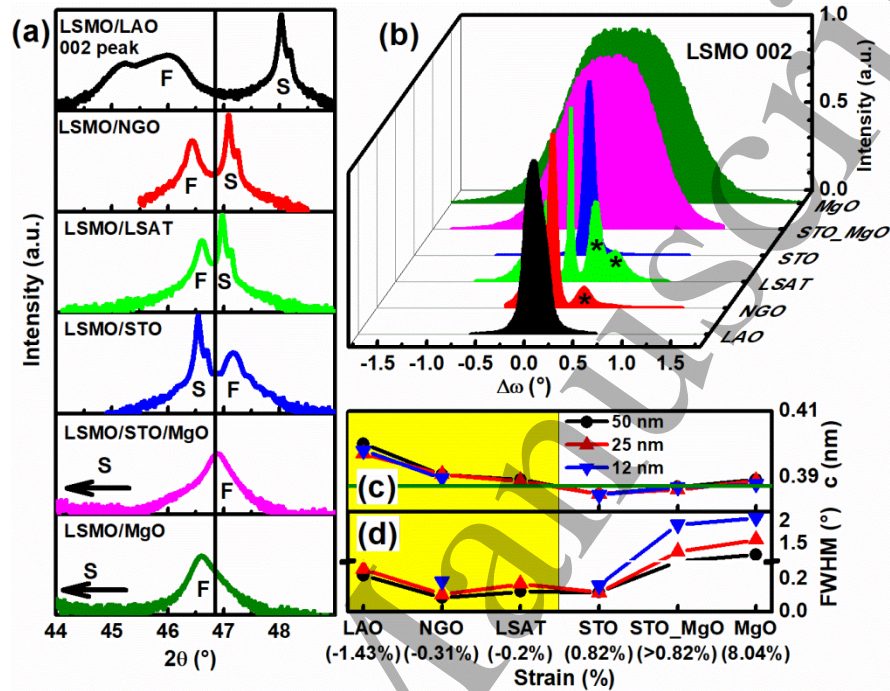 (a)
LSMO/LAO
002 peak
F
S
LSMO/NGO
F
S
LSMO/LSAT
F
S
LSMO/STO
S
F
LSMO/STO/MgO
S
F
LSMO/MgO
S
F
Intensity (a.u.)
44 45 46 47 48
2θ (°)
(b)
LSMO 002
1.0
0.5
0.0
Intensity (a.u.)
MgO
STO_MgO
STO
LSAT
NGO
LAO
* *
*
-1.5 -1.0 -0.5 0.0 0.5 1.0 1.5
Δω (°)
(c)
50 nm
25 nm
12 nm
0.41
0.39
c (nm)
(d)
2
1.5
0.2
0.0
FWHM (°)
LAO NGO LSAT STO STO_MgO MgO
(-1.43%) (-0.31%) (-0.2%) (0.82%) (>0.82%) (8.04%)
Strain (%)